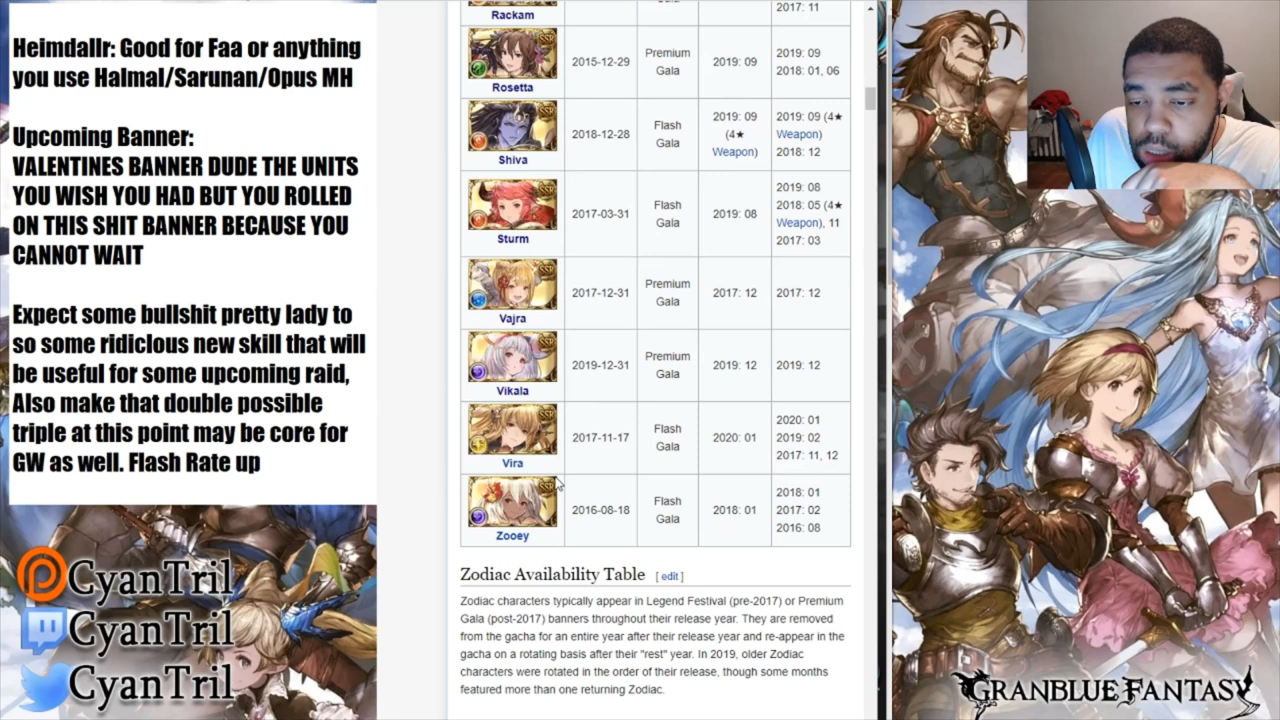 Heimdallr: Good for Faa or anything
you use Halmal/Sarunan/Opus MH
Upcoming Banner:
VALENTINES BANNER DUDE THE UNITS
YOU WISH YOU HAD BUT YOU ROLLED
ON THIS SHIT BANNER BECAUSE YOU
CANNOT WAIT
Expect some bullshit pretty lady to
so some ridiclous new skill that will
be useful for some upcoming raid,
Also make that double possible
triple at this point may be core for
GW as well. Flash Rate up
CyanTril
CyanTril
CyanTril
Rackam
2017: 11
Rosetta
2015-12-29
Premium
Gala
2019: 09
2019: 09
2018: 01, 06
Shiva
2018-12-28
Flash
Gala
2019: 09
(4★
Weapon)
2019: 09 (4★
Weapon)
2018: 12
Sturm
2017-03-31
Flash
Gala
2019: 08
2019: 08
2018: 05 (4★
Weapon), 11
2017: 03
Vajra
2017-12-31
Premium
Gala
2017: 12
2017: 12
Vikala
2019-12-31
Premium
Gala
2019: 12
2019: 12
Vira
2017-11-17
Flash
Gala
2020: 01
2020: 01
2019: 02
2017: 11, 12
Zooey
2016-08-18
Flash
Gala
2018: 01
2018: 01
2017: 02
2016: 08
Zodiac Availability Table [ edit ]
Zodiac characters typically appear in Legend Festival (pre-2017) or Premium
Gala (post-2017) banners throughout their release year. They are removed
from the gacha for an entire year after their release year and re-appear in the
gacha on a rotating basis after their "rest" year. In 2019, older Zodiac
characters were rotated in the order of their release, though some months
featured more than one returning Zodiac.
GRANBLUE FANTASY